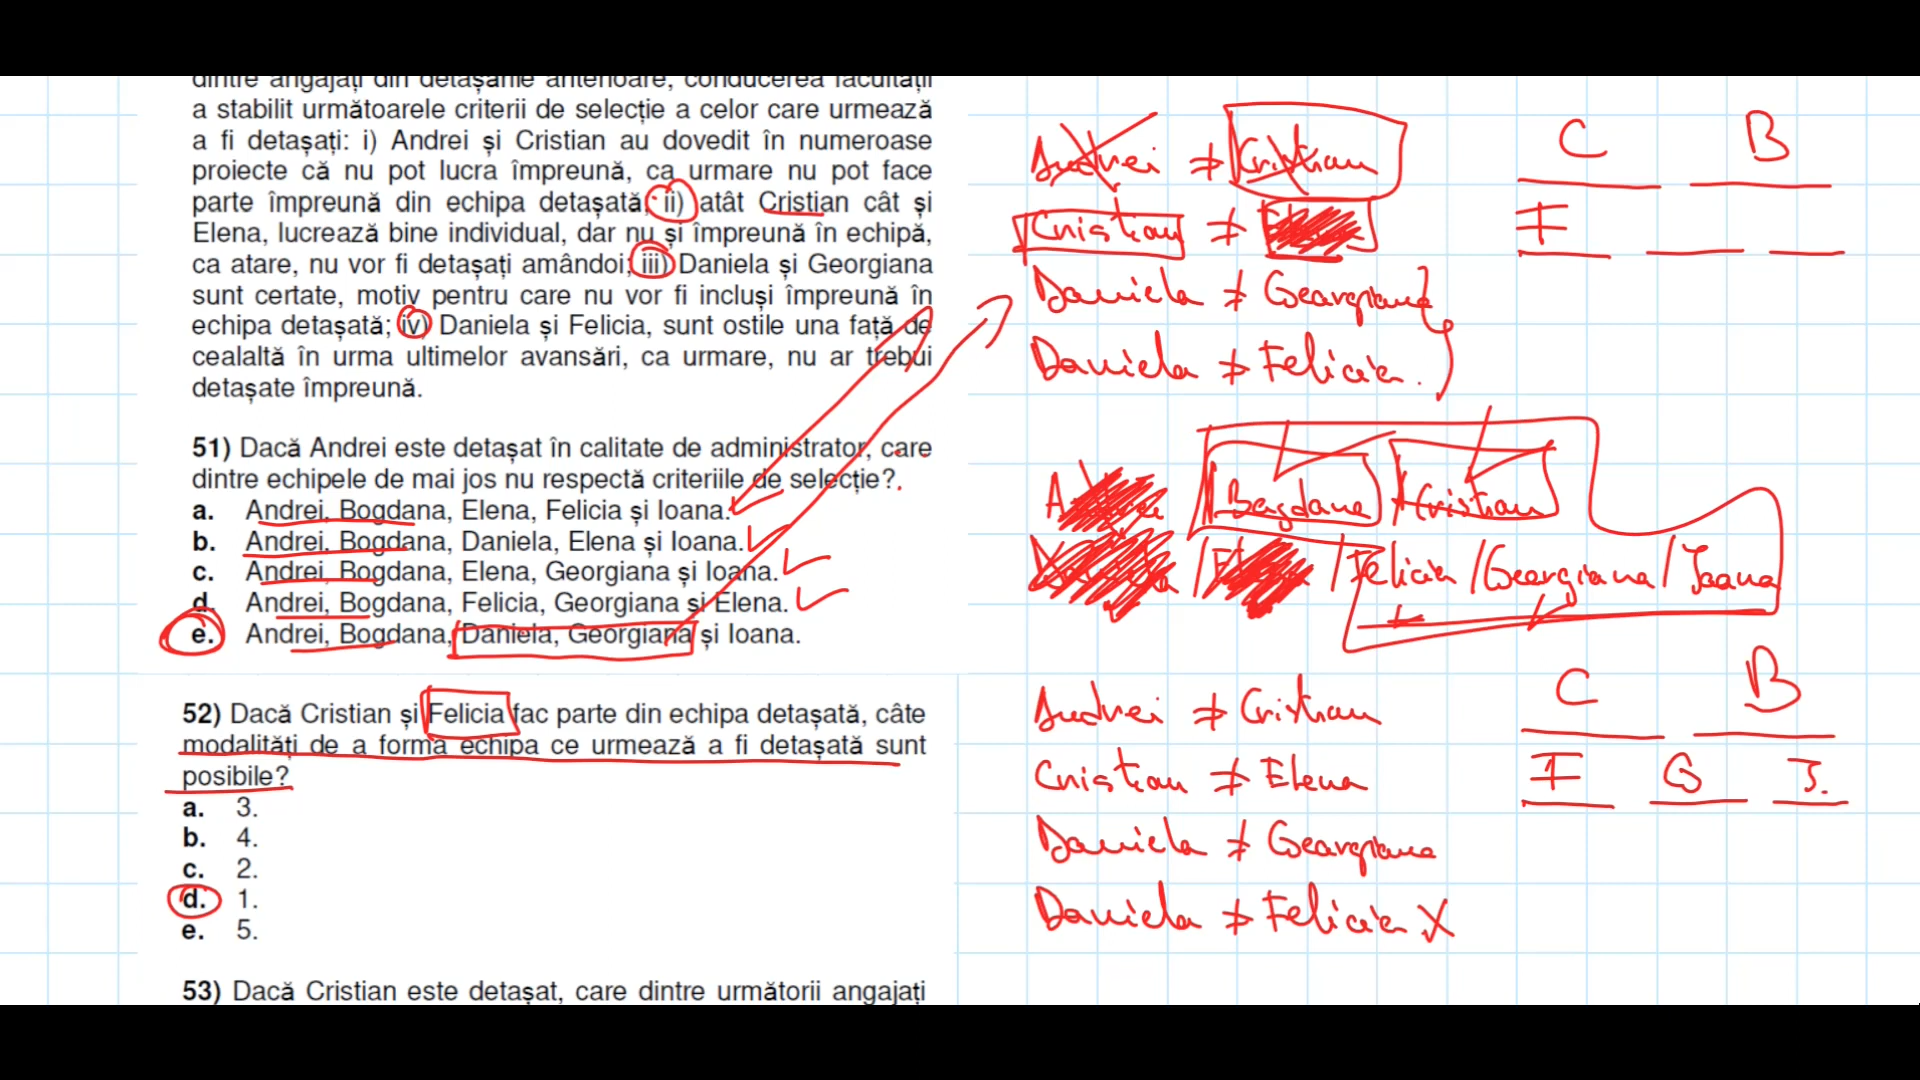 dintre angajați din detașările anterioare, conducerea facultății
a stabilit următoarele criterii de selecție a celor care urmează
a fi detașați: i) Andrei și Cristian au dovedit în numeroase
proiecte că nu pot lucra împreună, ca urmare nu pot face
parte împreună din echipa detașată; ii) atât Cristian cât și
Elena, lucrează bine individual, dar nu și împreună în echipă,
ca atare, nu vor fi detașați amândoi; iii) Daniela și Georgiana
sunt certate, motiv pentru care nu vor fi incluși împreună în
echipa detașată; iv) Daniela și Felicia, sunt ostile una față de
cealaltă în urma ultimelor avansări, ca urmare, nu ar trebui
detașate împreună.
51) Dacă Andrei este detașat în calitate de administrator, care
dintre echipele de mai jos nu respectă criteriile de selecție?
a. Andrei, Bogdana, Elena, Felicia și Ioana.
b. Andrei, Bogdana, Daniela, Elena și Ioana.
c. Andrei, Bogdana, Elena, Georgiana și Ioana.
d. Andrei, Bogdana, Felicia, Georgiana și Elena.
e. Andrei, Bogdana, Daniela, Georgiana și Ioana.
52) Dacă Cristian și Felicia fac parte din echipa detașată, câte
modalități de a forma echipa ce urmează a fi detașată sunt
posibile?
a. 3.
b. 4.
c. 2.
d. 1.
e. 5.
53) Dacă Cristian este detașat, care dintre următorii angajați
Andrei ≠ Cristian
Cristian ≠
Daniela ≠ Georgiana
Daniela ≠ Felicia.
C B
F
Bogdana Cristian
/ / Felicia / Georgiana / Ioana
Andrei ≠ Cristian
Cristian ≠ Elena
Daniela ≠ Georgiana
Daniela ≠ Felicia X
C B
F G I.